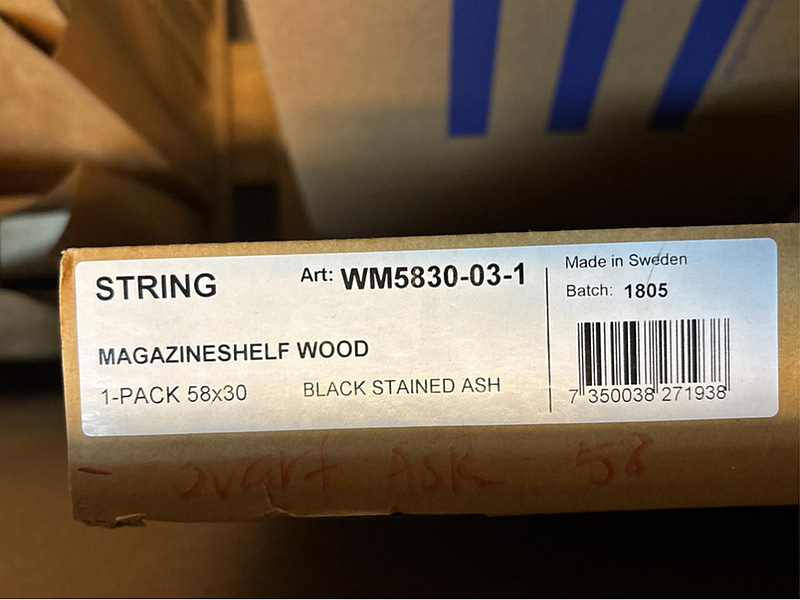 STRING
Art: WM5830-03-1
MAGAZINESHELF WOOD
1-PACK 58x30 BLACK STAINED ASH
Made in Sweden
Batch: 1805
7 350038 271938
- Svart Ask 58